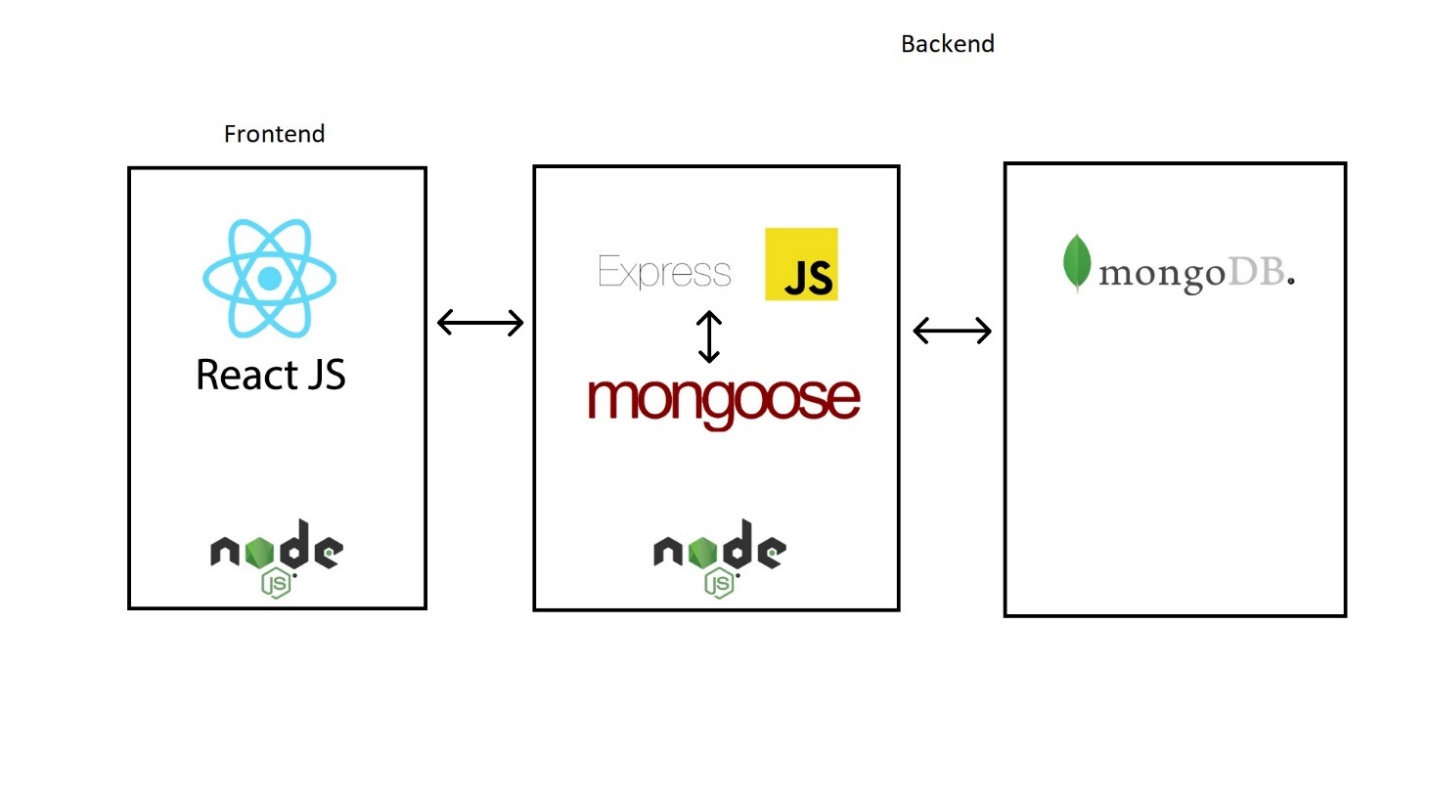 Backend
Frontend
React JS
node
JS
Express
JS
mongoose
node
JS
mongoDB.